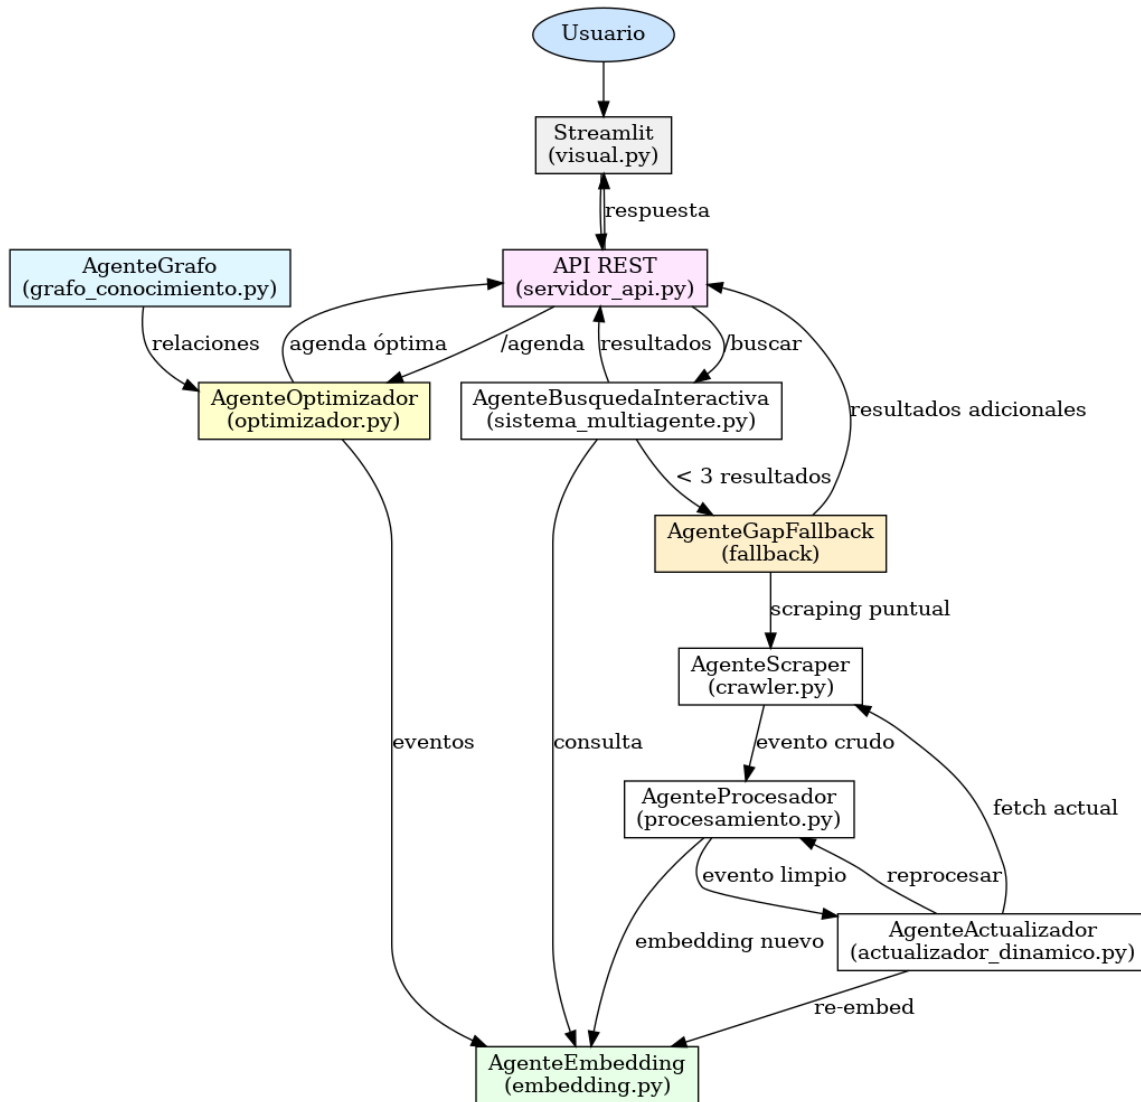 Usuario
Streamlit
(visual.py)
respuesta
AgenteGrafo
(grafo_conocimiento.py)
API REST
(servidor_api.py)
relaciones
agenda óptima
/agenda
resultados
/buscar
AgenteOptimizador
(optimizador.py)
AgenteBusquedaInteractiva
(sistema_multiagente.py)
resultados adicionales
< 3 resultados
AgenteGapFallback
(fallback)
scraping puntual
AgenteScraper
(crawler.py)
eventos
consulta
evento crudo
AgenteProcesador
(procesamiento.py)
fetch actual
evento limpio
reprocesar
AgenteActualizador
(actualizador_dinamico.py)
embedding nuevo
re-embed
AgenteEmbedding
(embedding.py)